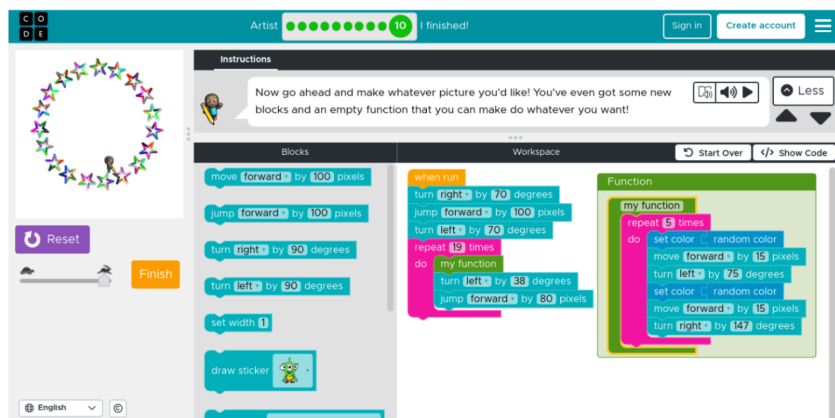 C O
D E
Artist
10
I finished!
Sign in
Create account
Instructions
Now go ahead and make whatever picture you'd like! You've even got some new
blocks and an empty function that you can make do whatever you want!
Less
Blocks
Workspace
Start Over
</> Show Code
move forward by 100 pixels
jump forward by 100 pixels
turn right by 90 degrees
turn left by 90 degrees
set width 1
draw sticker
when run
turn right by 70 degrees
jump forward by 100 pixels
turn left by 70 degrees
repeat 19 times
do my function
turn left by 38 degrees
jump forward by 80 pixels
Function
my function
repeat 5 times
do set color random color
move forward by 15 pixels
turn left by 75 degrees
set color random color
move forward by 15 pixels
turn right by 147 degrees
Reset
Finish
English
©